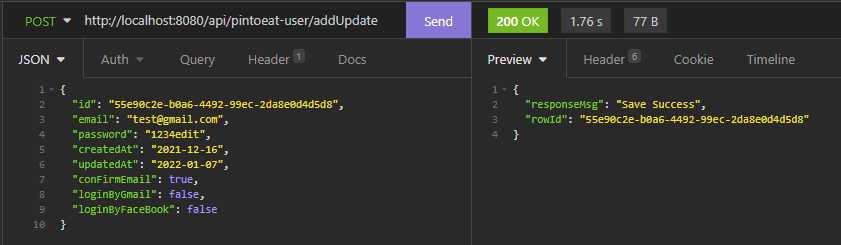 POST http://localhost:8080/api/pintoeat-user/addUpdate Send 200 OK 1.76 s 77 B
JSON Auth Query Header 1 Docs Preview Header 6 Cookie Timeline
1 {
2 "id": "55e90c2e-b0a6-4492-99ec-2da8e0d4d5d8",
3 "email": "test@gmail.com",
4 "password": "1234edit",
5 "createdAt": "2021-12-16",
6 "updatedAt": "2022-01-07",
7 "conFirmEmail": true,
8 "loginByGmail": false,
9 "loginByFaceBook": false
10 }
1 {
2 "responseMsg": "Save Success",
3 "rowId": "55e90c2e-b0a6-4492-99ec-2da8e0d4d5d8"
4 }